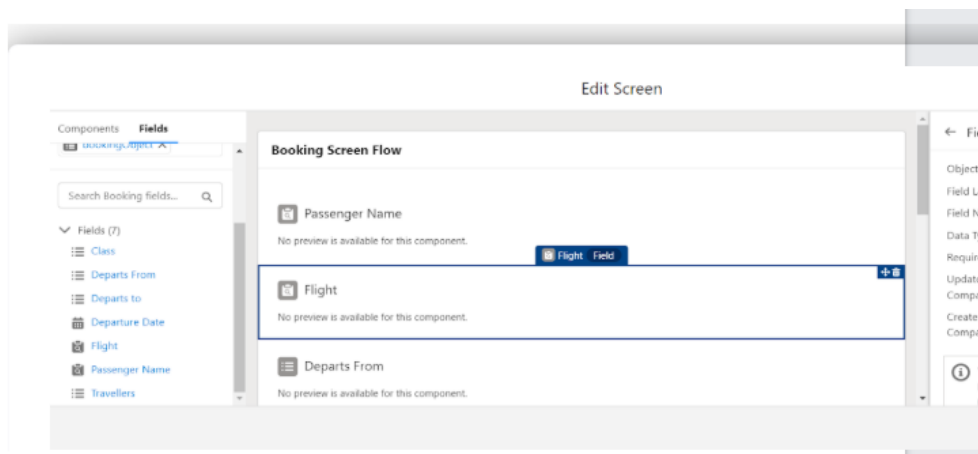 Edit Screen
Components Fields
BookingObject X
Search Booking fields...
Fields (7)
Class
Departs From
Departs to
Departure Date
Flight
Passenger Name
Travellers
Booking Screen Flow
Passenger Name
No preview is available for this component.
Flight Field
Flight
No preview is available for this component.
Departs From
No preview is available for this component.
Fi
Object
Field L
Field N
Data T
Requir
Update
Compa
Create
Compa